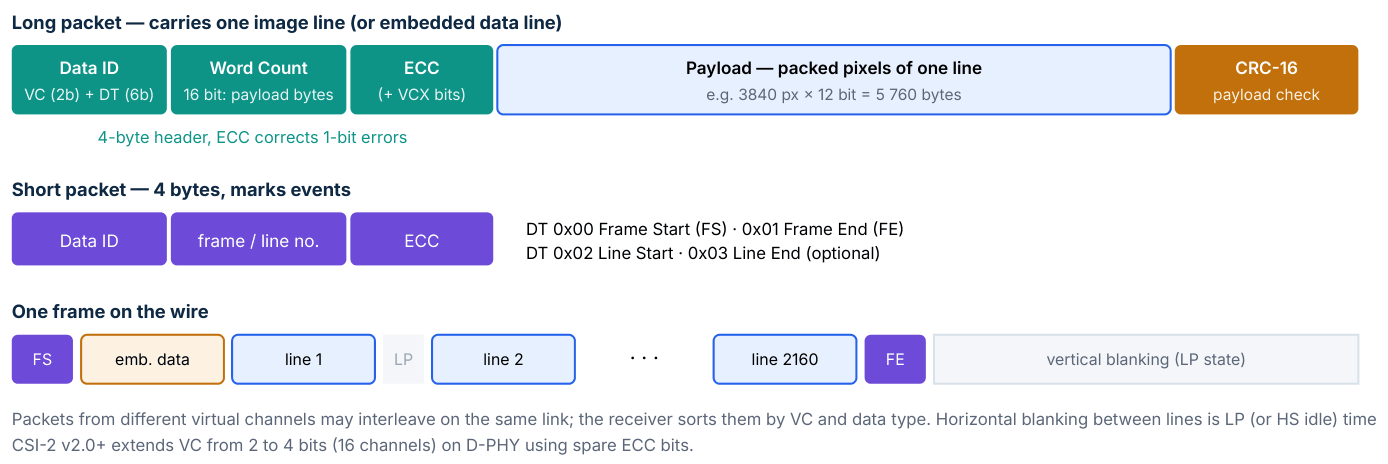 Long packet — carries one image line (or embedded data line)
Data ID
VC (2b) + DT (6b)
Word Count
16 bit: payload bytes
ECC
(+ VCX bits)
Payload — packed pixels of one line
e.g. 3840 px × 12 bit = 5 760 bytes
CRC-16
payload check
4-byte header, ECC corrects 1-bit errors
Short packet — 4 bytes, marks events
Data ID
frame / line no.
ECC
DT 0x00 Frame Start (FS) · 0x01 Frame End (FE)
DT 0x02 Line Start · 0x03 Line End (optional)
One frame on the wire
FS
emb. data
line 1
LP
line 2
· · ·
line 2160
FE
vertical blanking (LP state)
Packets from different virtual channels may interleave on the same link; the receiver sorts them by VC and data type. Horizontal blanking between lines is LP (or HS idle) time
CSI-2 v2.0+ extends VC from 2 to 4 bits (16 channels) on D-PHY using spare ECC bits.